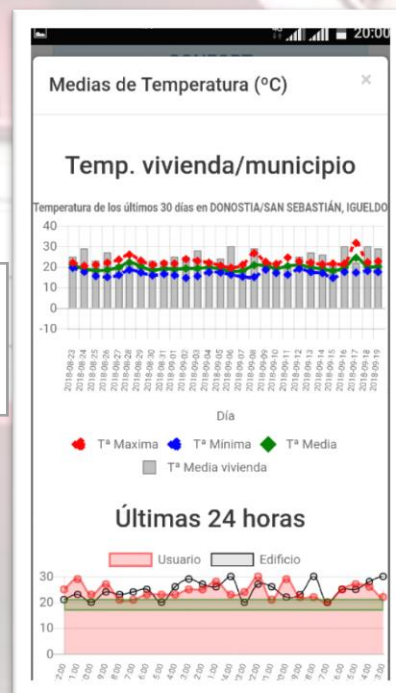 20:00
Medias de Temperatura (ºC) ×
Temp. vivienda/municipio
Temperatura de los últimos 30 días en DONOSTIA/SAN SEBASTIÁN, IGUELDO
40
30
20
10
0
-10
2018-08-23 2018-08-24 2018-08-25 2018-08-26 2018-08-27 2018-08-28 2018-08-29 2018-08-30 2018-08-31 2018-09-01 2018-09-02 2018-09-03 2018-09-04 2018-09-05 2018-09-06 2018-09-07 2018-09-08 2018-09-09 2018-09-10 2018-09-11 2018-09-12 2018-09-13 2018-09-14 2018-09-15 2018-09-16 2018-09-17 2018-09-18 2018-09-19
Día
Tª Maxima Tª Mínima Tª Media
Tª Media vivienda
Últimas 24 horas
Usuario Edificio
30
20
10
0